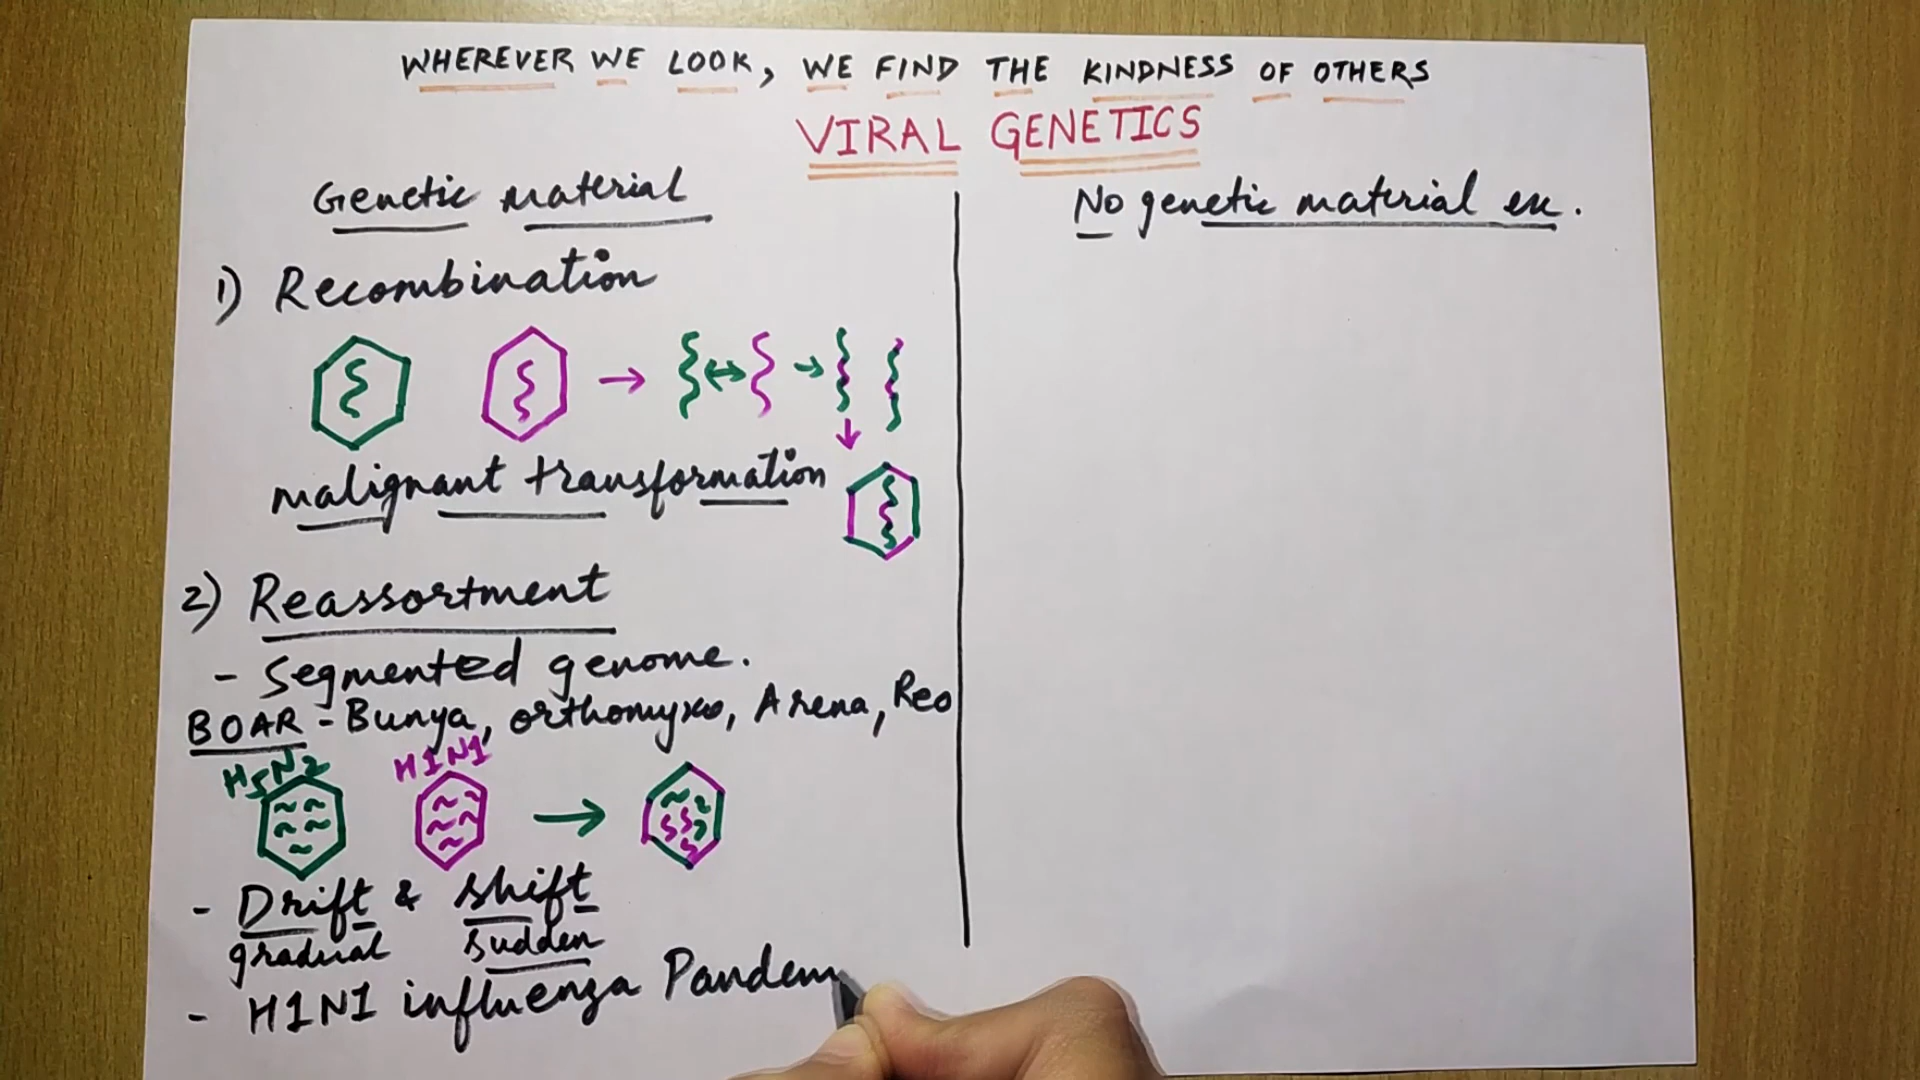 WHEREVER WE LOOK, WE FIND THE KINDNESS OF OTHERS
VIRAL GENETICS
Genetic material
1) Recombination
malignant transformation
2) Reassortment
- Segmented genome.
BOAR - Bunya, orthomyxo, Arena, Reo
H5N2
H1N1
- Drift & shift
gradual sudden
- H1N1 influenza Pandem
No genetic material ex.